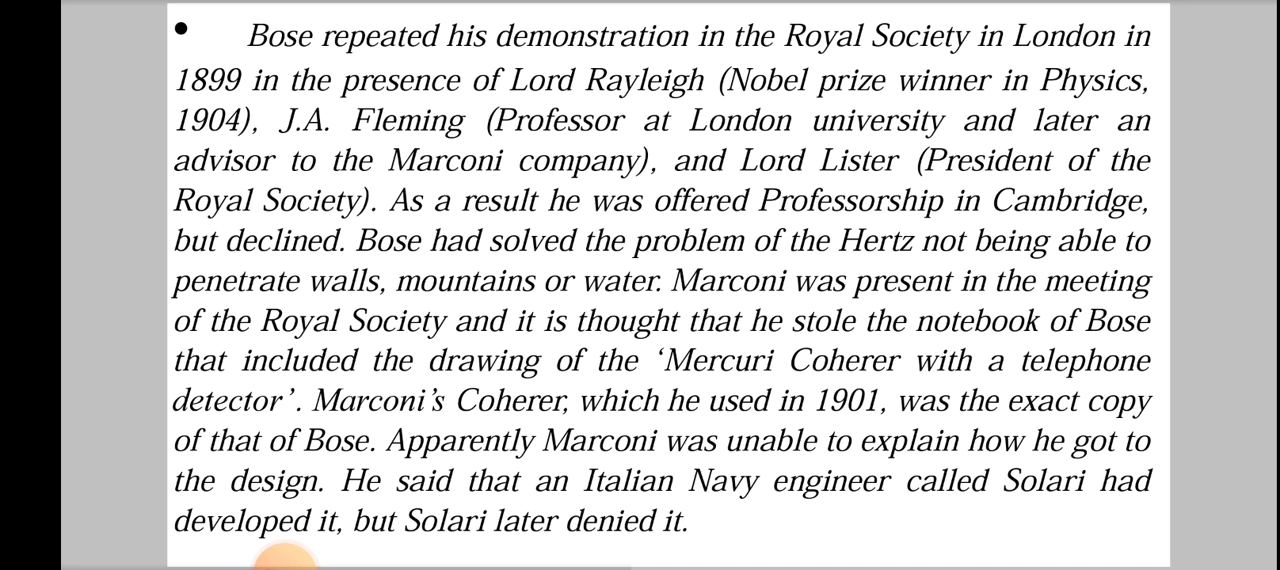 • Bose repeated his demonstration in the Royal Society in London in
1899 in the presence of Lord Rayleigh (Nobel prize winner in Physics,
1904), J.A. Fleming (Professor at London university and later an
advisor to the Marconi company), and Lord Lister (President of the
Royal Society). As a result he was offered Professorship in Cambridge,
but declined. Bose had solved the problem of the Hertz not being able to
penetrate walls, mountains or water. Marconi was present in the meeting
of the Royal Society and it is thought that he stole the notebook of Bose
that included the drawing of the ‘Mercuri Coherer with a telephone
detector’. Marconi’s Coherer, which he used in 1901, was the exact copy
of that of Bose. Apparently Marconi was unable to explain how he got to
the design. He said that an Italian Navy engineer called Solari had
developed it, but Solari later denied it.